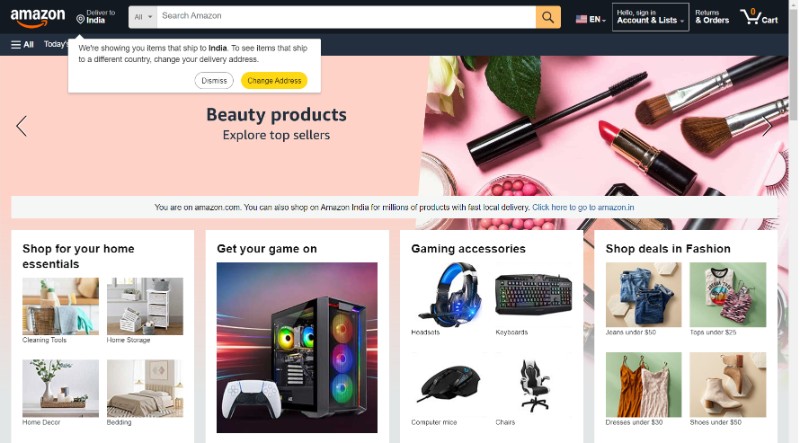 amazon
Deliver to
India
All
Search Amazon
EN
Hello, sign in
Account & Lists
Returns
& Orders
0
Cart
All
Today's
We're showing you items that ship to India. To see items that ship
to a different country, change your delivery address.
Dismiss
Change Address
Beauty products
Explore top sellers
You are on amazon.com. You can also shop on Amazon India for millions of products with fast local delivery. Click here to go to amazon.in
Shop for your home
essentials
Cleaning Tools
Home Storage
Home Decor
Bedding
Get your game on
Gaming accessories
Headsets
Keyboards
Computer mice
Chairs
Shop deals in Fashion
Jeans under $50
Tops under $25
Dresses under $30
Shoes under $50